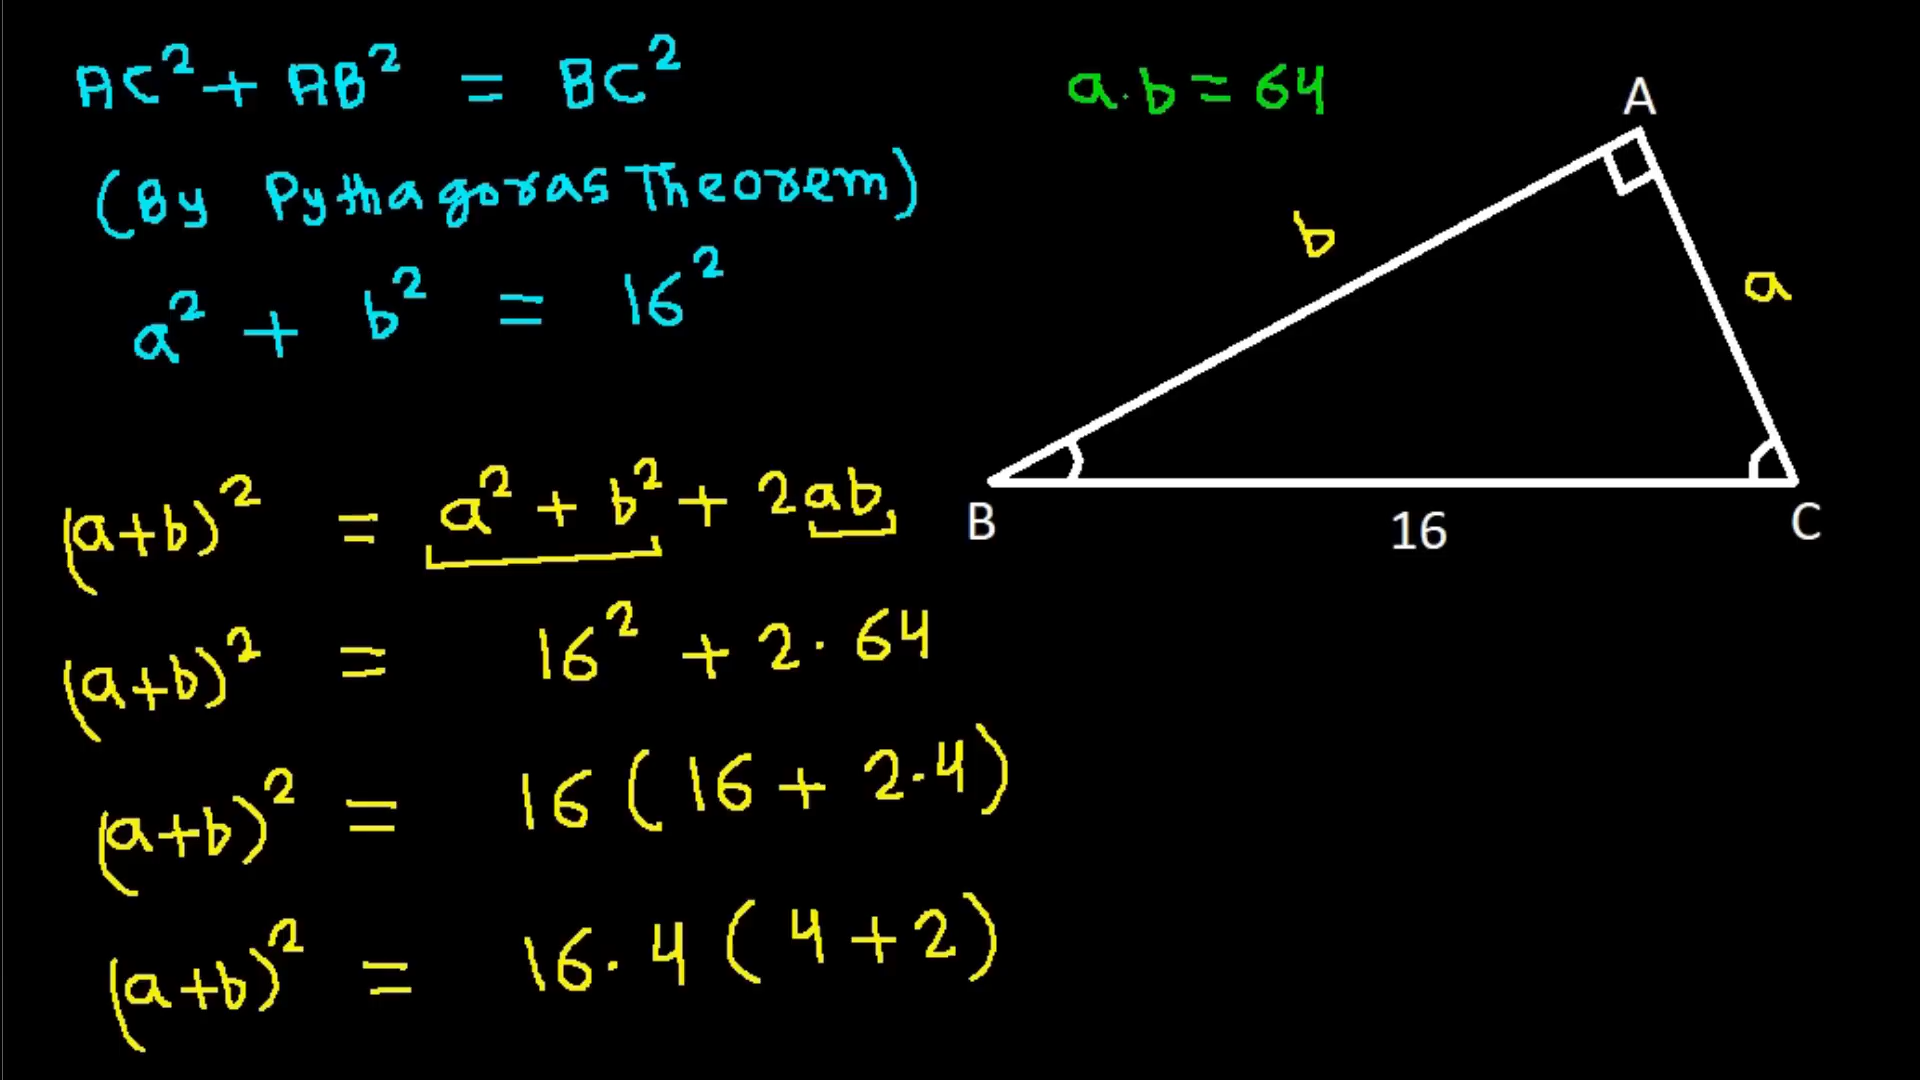 AC² + AB² = BC²
(By Pythagoras Theorem)
a² + b² = 16²
(a+b)² = a² + b² + 2ab
(a+b)² = 16² + 2·64
(a+b)² = 16(16 + 2·4)
(a+b)² = 16·4(4+2)
a·b = 64
A
b
a
B
16
C